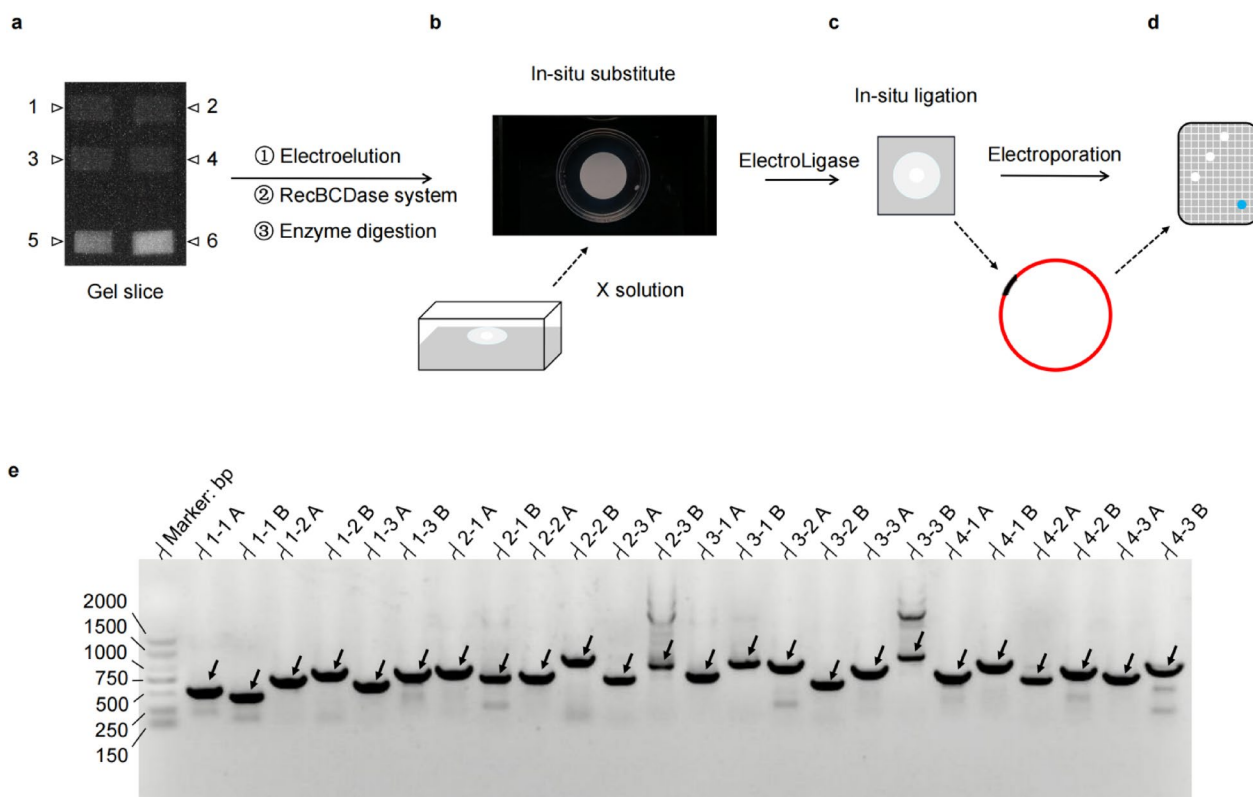 a
b
c
d
In-situ substitute
In-situ ligation
1
2
3
4
5
6
① Electroelution
② RecBCDase system
③ Enzyme digestion
ElectroLigase
Electroporation
Gel slice
X solution
e
Marker: bp
1-1 A
1-1 B
1-2 A
1-2 B
1-3 A
1-3 B
2-1 A
2-1 B
2-2 A
2-2 B
2-3 A
2-3 B
3-1 A
3-1 B
3-2 A
3-2 B
3-3 A
3-3 B
4-1 A
4-1 B
4-2 A
4-2 B
4-3 A
4-3 B
2000
1500
1000
750
500
250
150